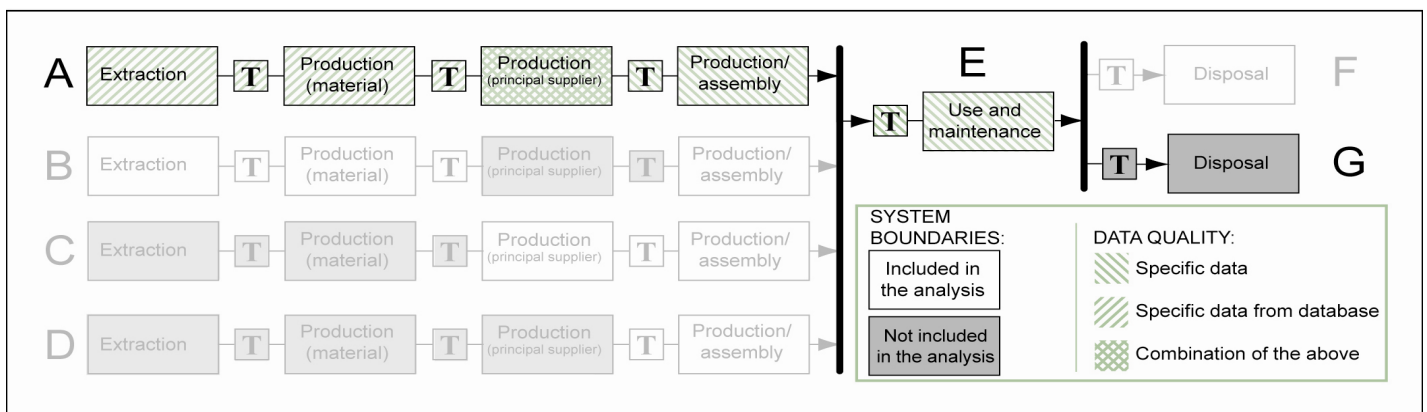 A
Extraction
T
Production
(material)
T
Production
(principal supplier)
T
Production/
assembly
B
Extraction
T
Production
(material)
T
Production
(principal supplier)
T
Production/
assembly
C
Extraction
T
Production
(material)
T
Production
(principal supplier)
T
Production/
assembly
D
Extraction
T
Production
(material)
T
Production
(principal supplier)
T
Production/
assembly
E
T
Use and
maintenance
T
Disposal
F
T
Disposal
G
SYSTEM
BOUNDARIES:
Included in
the analysis
Not included
in the analysis
DATA QUALITY:
Specific data
Specific data from database
Combination of the above